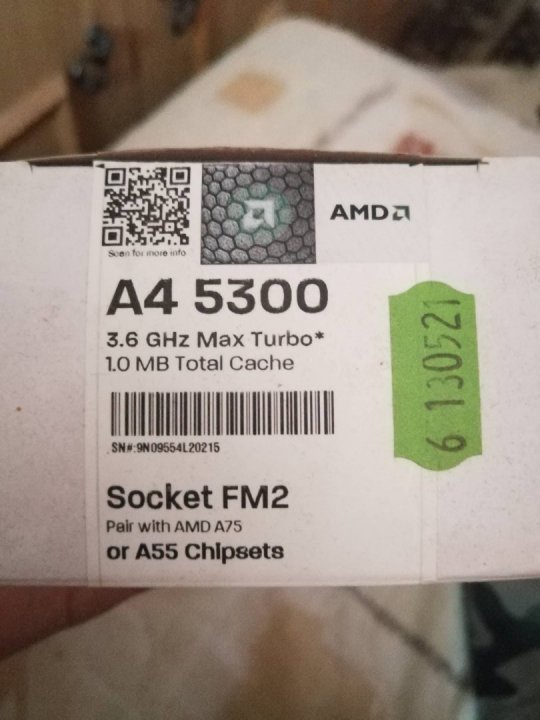 Scan for more info
AMD
A4 5300
3.6 GHz Max Turbo*
1.0 MB Total Cache
SN#:9N09554L20215
Socket FM2
Pair with AMD A75
or A55 Chipsets
6 130521